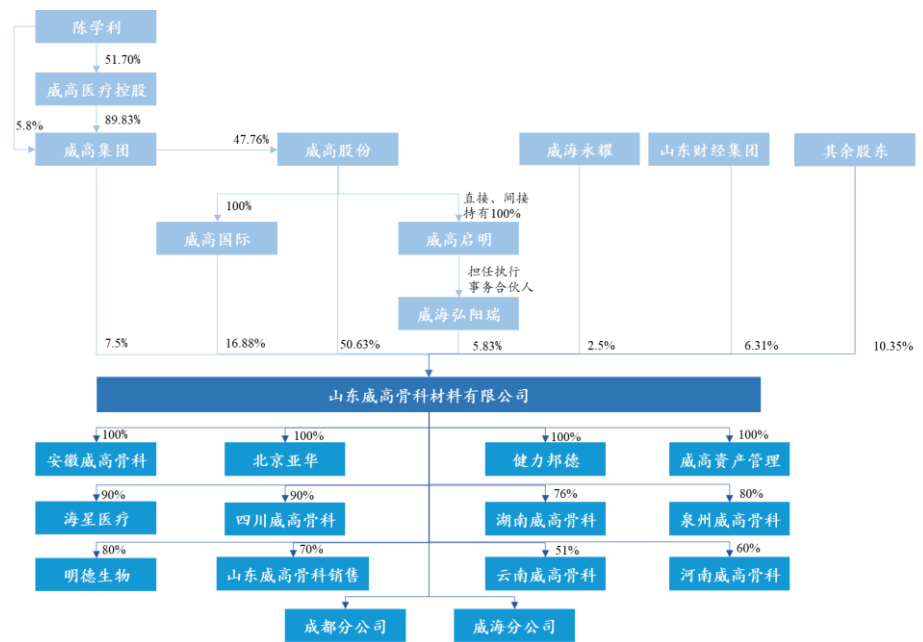 陈学利
51.70%
威高医疗控股
5.8%
89.83%
威高集团
47.76%
威高股份
威海永耀
山东财经集团
其余股东
100%
直接、间接
持有100%
威高国际
威高启明
担任执行
事务合伙人
威海弘阳瑞
7.5%
16.88%
50.63%
5.83%
2.5%
6.31%
10.35%
山东威高骨科材料有限公司
100%
100%
100%
100%
安徽威高骨科
北京亚华
健力邦德
威高资产管理
90%
90%
76%
80%
海星医疗
四川威高骨科
湖南威高骨科
泉州威高骨科
80%
70%
51%
60%
明德生物
山东威高骨科销售
云南威高骨科
河南威高骨科
成都分公司
威海分公司